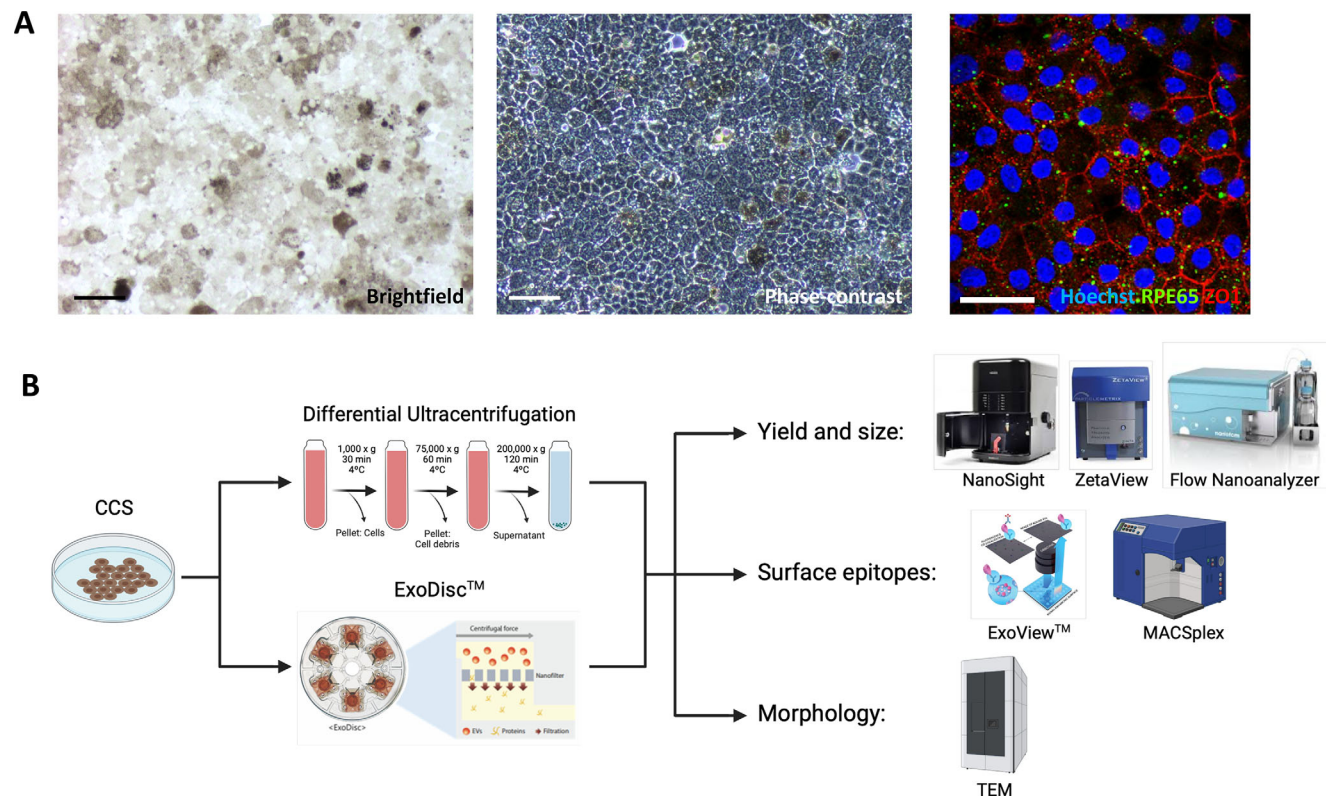 A
Brightfield
Phase-contrast
Hoechst RPE65 ZO1
B
Differential Ultracentrifugation
1,000 x g
30 min
4ºC
75,000 x g
60 min
4ºC
200,000 x g
120 min
4ºC
Pellet: Cells
Pellet:
Cell debris
Supernatant
CCS
ExoDisc™
Centrifugal force
Nanofilter
EVs
Proteins
Filtration
<ExoDisc>
Yield and size:
NanoSight
ZETAVIEW
ZetaView
Flow Nanoanalyzer
Surface epitopes:
ExoView™
MACSplex
Morphology:
TEM